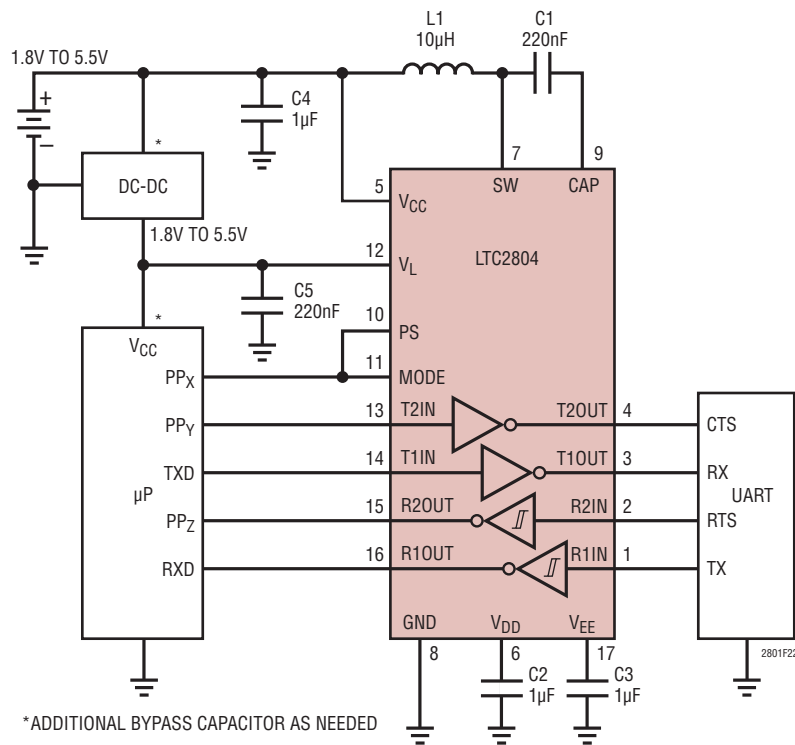 L1
10µH
C1
220nF
1.8V TO 5.5V
+
–
C4
1µF
*
DC-DC
7
9
SW
CAP
5
VCC
1.8V TO 5.5V
12
VL
LTC2804
C5
220nF
*
VCC
10
PS
PPX
11
MODE
PPY
13
T2IN
T2OUT
4
CTS
TXD
14
T1IN
T1OUT
3
RX
µP
UART
PPZ
15
R2OUT
R2IN
2
RTS
RXD
16
R1OUT
R1IN
1
TX
GND
VDD
VEE
8
6
17
C2
1µF
C3
1µF
2801F22
*ADDITIONAL BYPASS CAPACITOR AS NEEDED